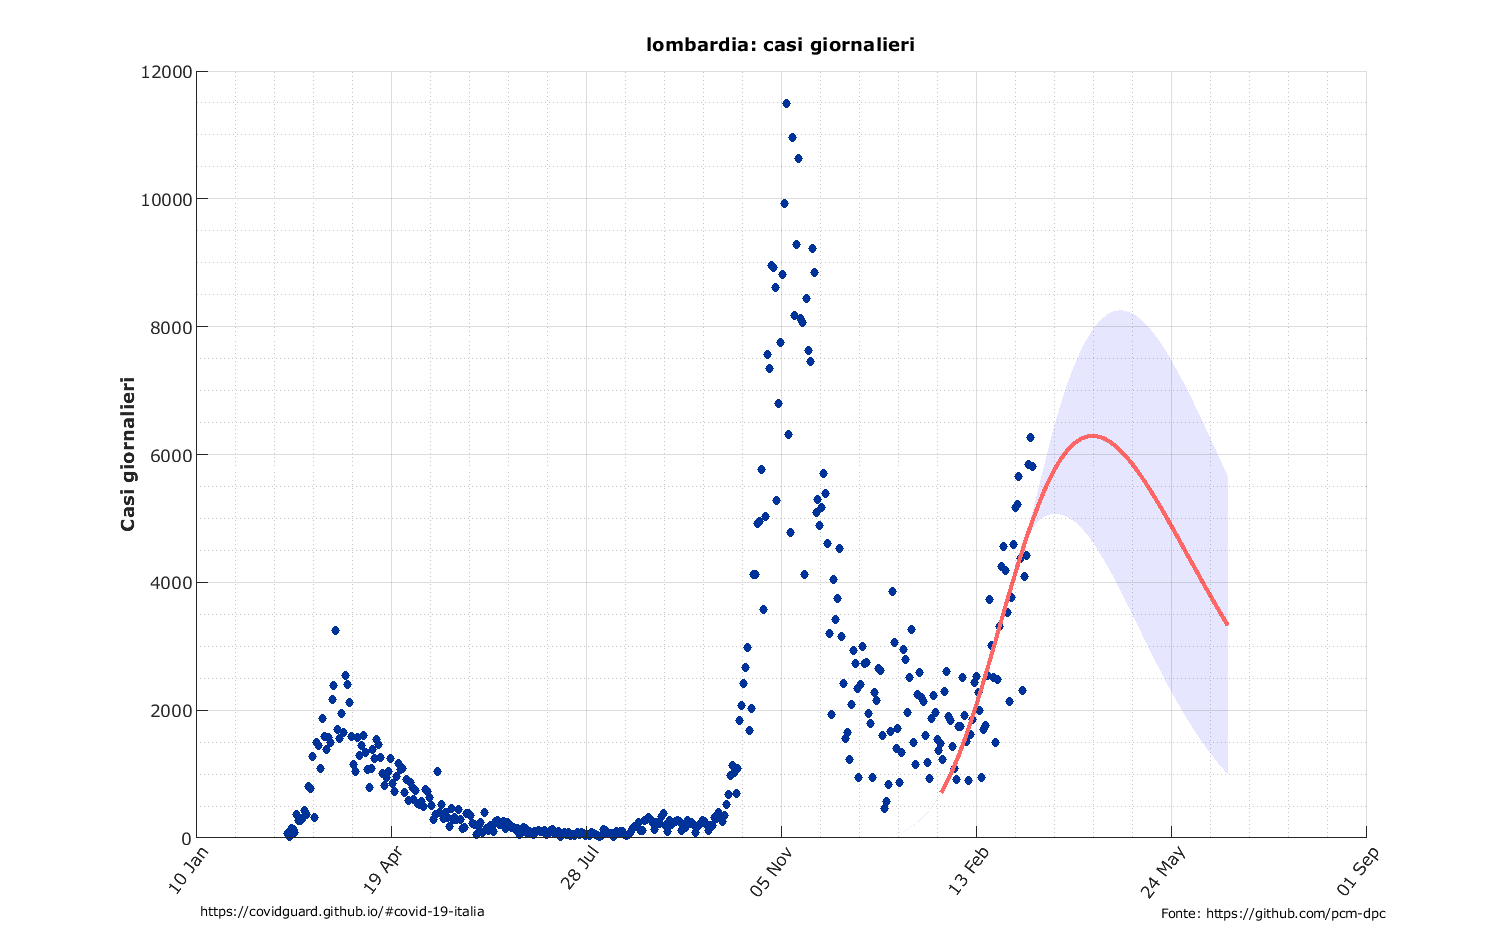 lombardia: casi giornalieri
Casi giornalieri
12000
10000
8000
6000
4000
2000
0
10 Jan
19 Apr
28 Jul
05 Nov
13 Feb
24 May
01 Sep
https://covidguard.github.io/#covid-19-italia
Fonte: https://github.com/pcm-dpc